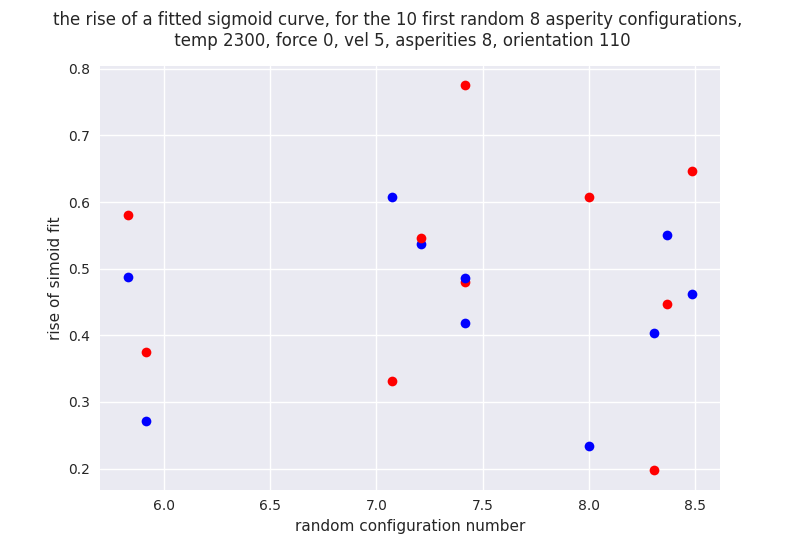 the rise of a fitted sigmoid curve, for the 10 first random 8 asperity configurations,
temp 2300, force 0, vel 5, asperities 8, orientation 110
0.8
0.7
0.6
0.5
0.4
0.3
0.2
rise of simoid fit
6.0 6.5 7.0 7.5 8.0 8.5
random configuration number